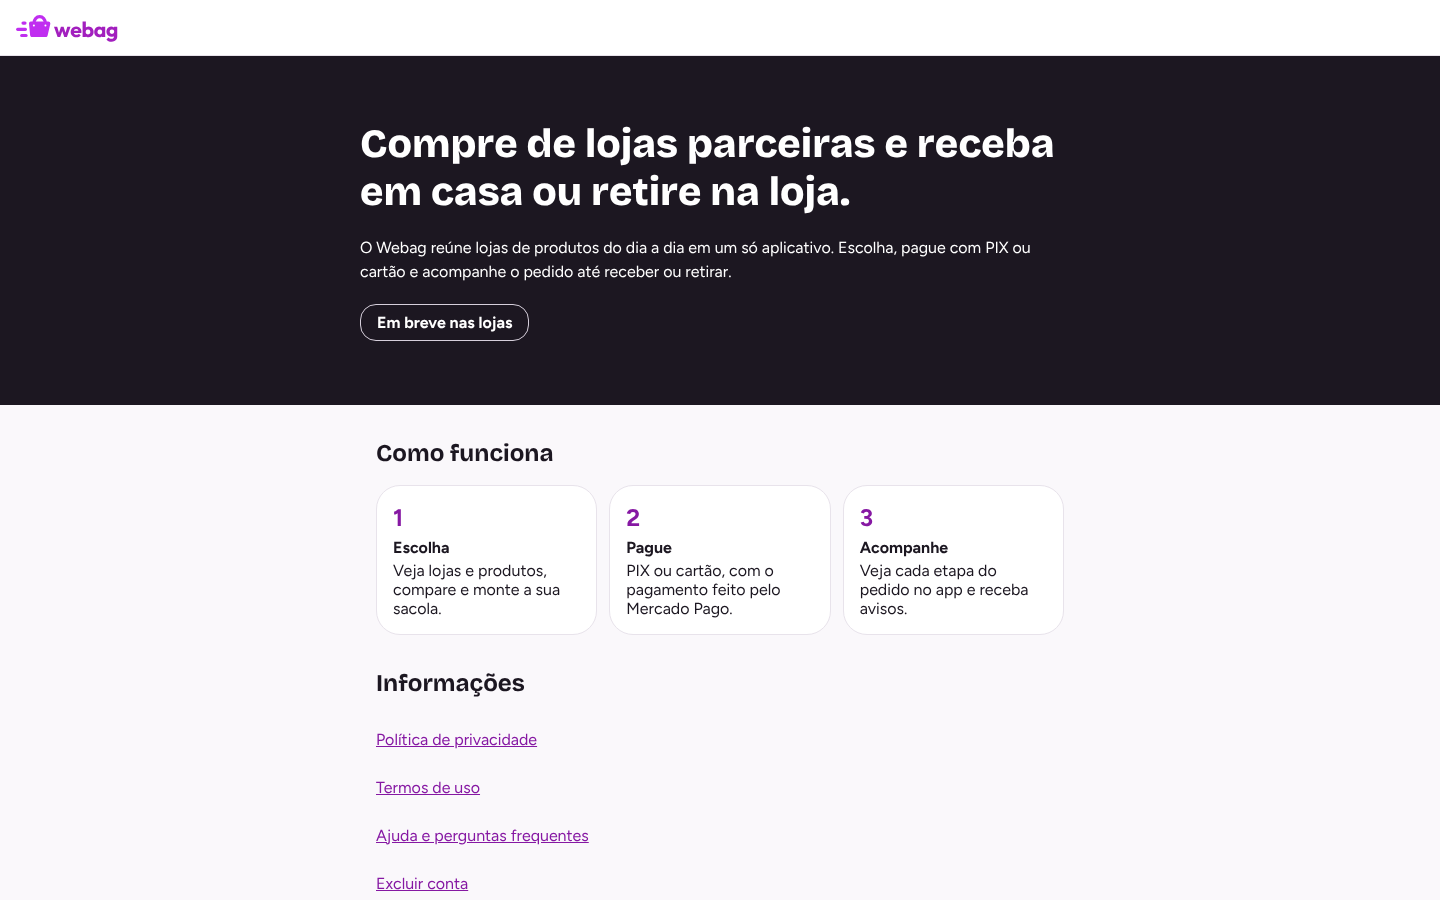 webag
Compre de lojas parceiras e receba
em casa ou retire na loja.
O Webag reúne lojas de produtos do dia a dia em um só aplicativo. Escolha, pague com PIX ou
cartão e acompanhe o pedido até receber ou retirar.
Em breve nas lojas
Como funciona
1
Escolha
Veja lojas e produtos,
compare e monte a sua
sacola.
2
Pague
PIX ou cartão, com o
pagamento feito pelo
Mercado Pago.
3
Acompanhe
Veja cada etapa do
pedido no app e receba
avisos.
Informações
Política de privacidade
Termos de uso
Ajuda e perguntas frequentes
Excluir conta